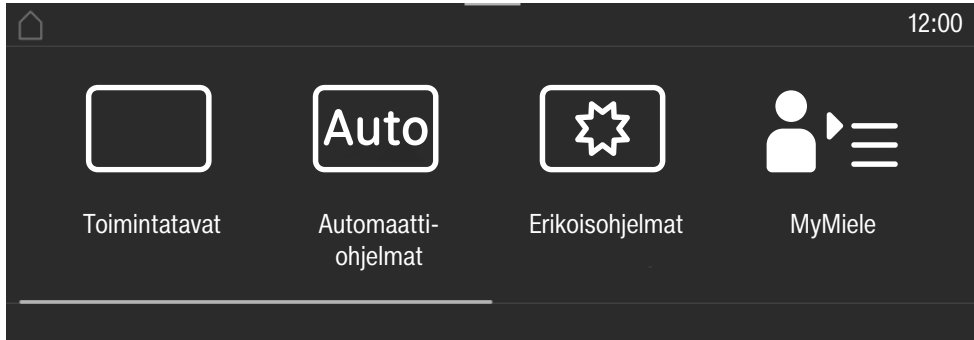 12:00
Auto
Toimintatavat
Automaatti-
ohjelmat
Erikoisohjelmat
MyMiele